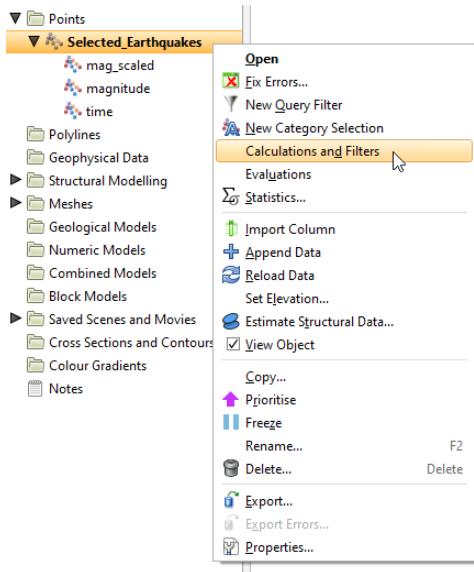 Points
Selected_Earthquakes
mag_scaled
magnitude
time
Polylines
Geophysical Data
Structural Modelling
Meshes
Geological Models
Numeric Models
Combined Models
Block Models
Saved Scenes and Movies
Cross Sections and Contours
Colour Gradients
Notes
Open
Fix Errors...
New Query Filter
New Category Selection
Calculations and Filters
Evaluations
Statistics...
Import Column
Append Data
Reload Data
Set Elevation...
Estimate Structural Data...
View Object
Copy...
Prioritise
Freeze
Rename... F2
Delete... Delete
Export...
Export Errors...
Properties...